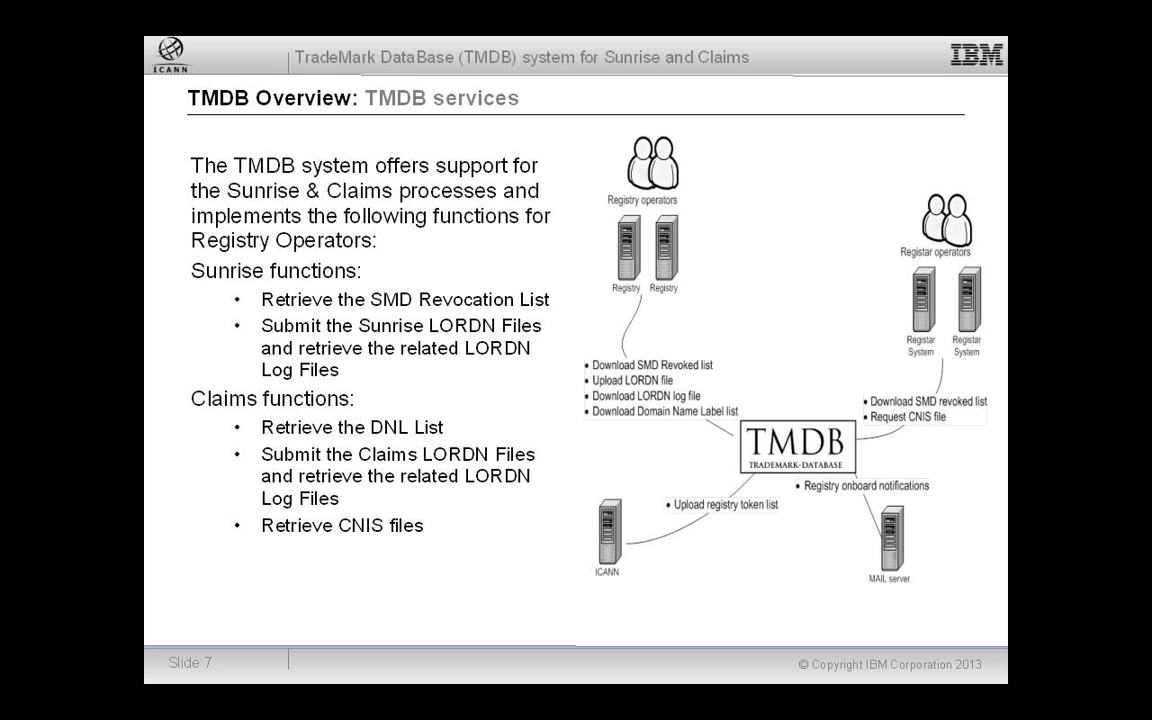 ICANN
TradeMark DataBase (TMDB) system for Sunrise and Claims
IBM
TMDB Overview: TMDB services
The TMDB system offers support for
the Sunrise & Claims processes and
implements the following functions for
Registry Operators:
Sunrise functions:
• Retrieve the SMD Revocation List
• Submit the Sunrise LORDN Files
and retrieve the related LORDN
Log Files
Claims functions:
• Retrieve the DNL List
• Submit the Claims LORDN Files
and retrieve the related LORDN
Log Files
• Retrieve CNIS files
Registry operators
Registry Registry
Registar operators
Registar System
Registar System
• Download SMD Revoked list
• Upload LORDN file
• Download LORDN log file
• Download Domain Name Label list
• Download SMD revoked list
• Request CNIS file
TMDB
TRADEMARK-DATABASE
• Registry onboard notifications
• Upload registry token list
ICANN
MAIL server
Slide 7
© Copyright IBM Corporation 2013